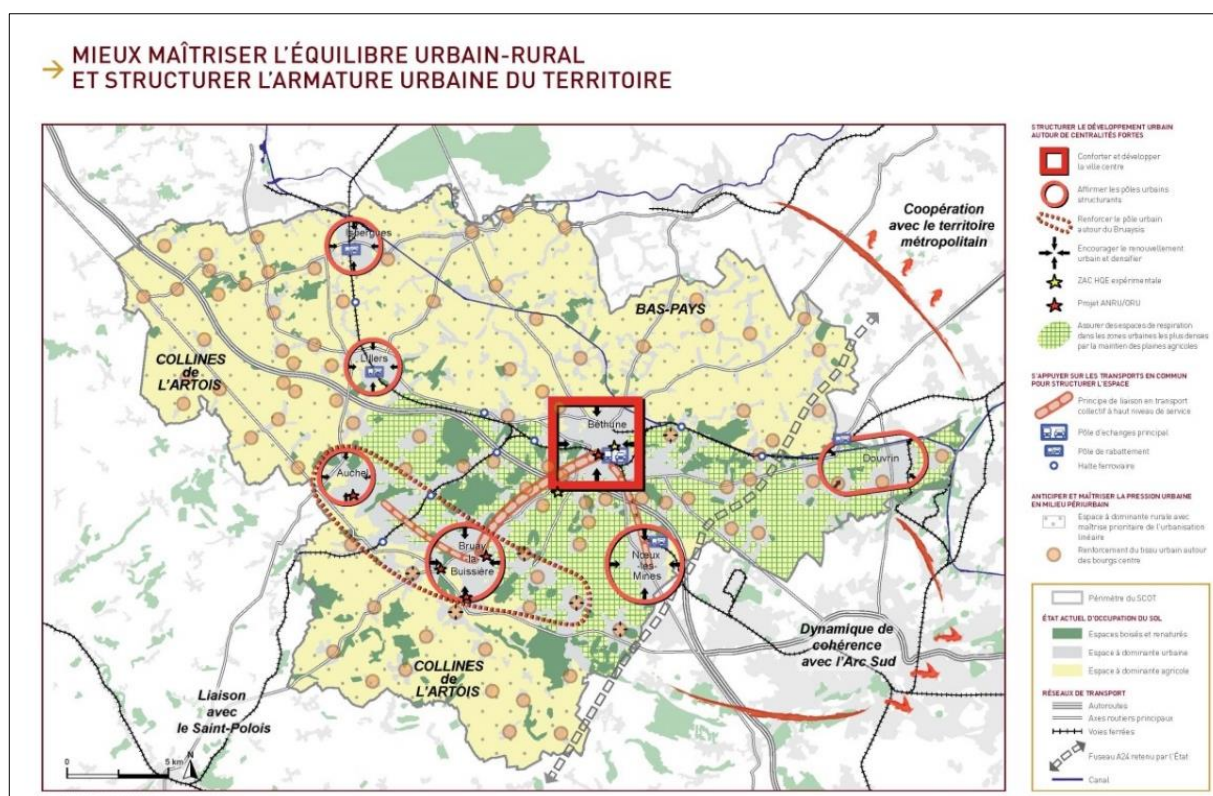 MIEUX MAÎTRISER L'ÉQUILIBRE URBAIN-RURAL
ET STRUCTURER L'ARMATURE URBAINE DU TERRITOIRE
Isbergues
Lillers
COLLINES
de
L'ARTOIS
BAS-PAYS
Coopération
avec le territoire
métropolitain
Béthune
Auchel
Douvrin
Bruay
la
Buissière
Nœux
les
Mines
COLLINES
de
L'ARTOIS
Dynamique de
cohérence
avec l'Arc Sud
Liaison
avec
le Saint-Polois
0
5 km
N
STRUCTURER LE DÉVELOPPEMENT URBAIN
AUTOUR DE CENTRALITÉS FORTES
Conforter et développer
la ville centre
Affirmer les pôles urbains
structurants
Renforcer le pôle urbain
autour du Bruaysis
Encourager le renouvellement
urbain et densifier
ZAC HQE expérimentale
Projet ANRU/ORU
Assurer des espaces de respiration
dans les zones urbaines les plus denses
par la maintien des plaines agricoles
S'APPUYER SUR LES TRANSPORTS EN COMMUN
POUR STRUCTURER L'ESPACE
Principe de liaison en transport
collectif à haut niveau de service
Pôle d'echanges principal
Pôle de rabattement
Halte ferroviaire
ANTICIPER ET MAÎTRISER LA PRESSION URBAINE
EN MILIEU PÉRIURBAIN
Espace à dominante rurale avec
maîtrise prioritaire de l'urbanisation
linéaire
Renforcement du tissu urbain autour
des bourgs centre
Périmètre du SCOT
ÉTAT ACTUEL D'OCCUPATION DU SOL
Espaces boisés et renaturés
Espace à dominante urbaine
Espace à dominante agricole
RÉSEAUX DE TRANSPORT
Autoroutes
Axes routiers principaux
Voies ferrées
Fuseau A24 retenu par l'État
Canal